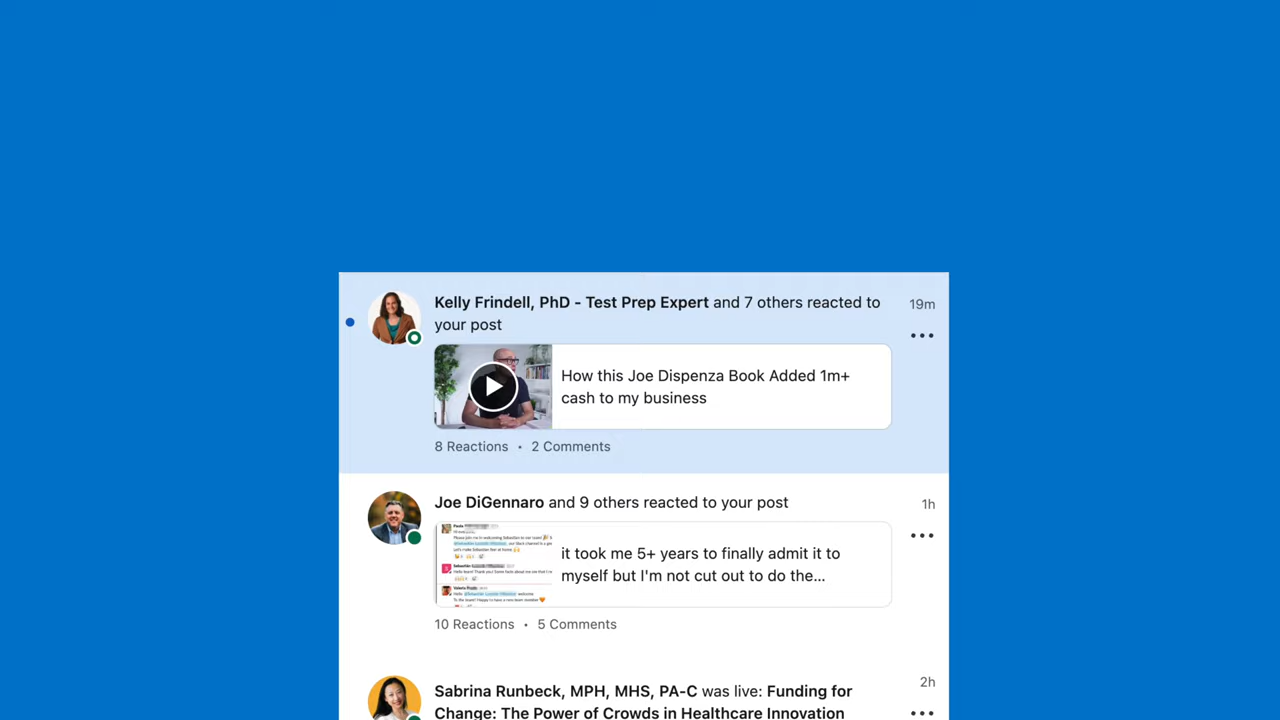 Kelly Frindell, PhD - Test Prep Expert and 7 others reacted to
your post
19m
How this Joe Dispenza Book Added 1m+
cash to my business
8 Reactions • 2 Comments
Joe DiGennaro and 9 others reacted to your post
1h
it took me 5+ years to finally admit it to
myself but I'm not cut out to do the...
10 Reactions • 5 Comments
Sabrina Runbeck, MPH, MHS, PA-C was live: Funding for
Change: The Power of Crowds in Healthcare Innovation
2h